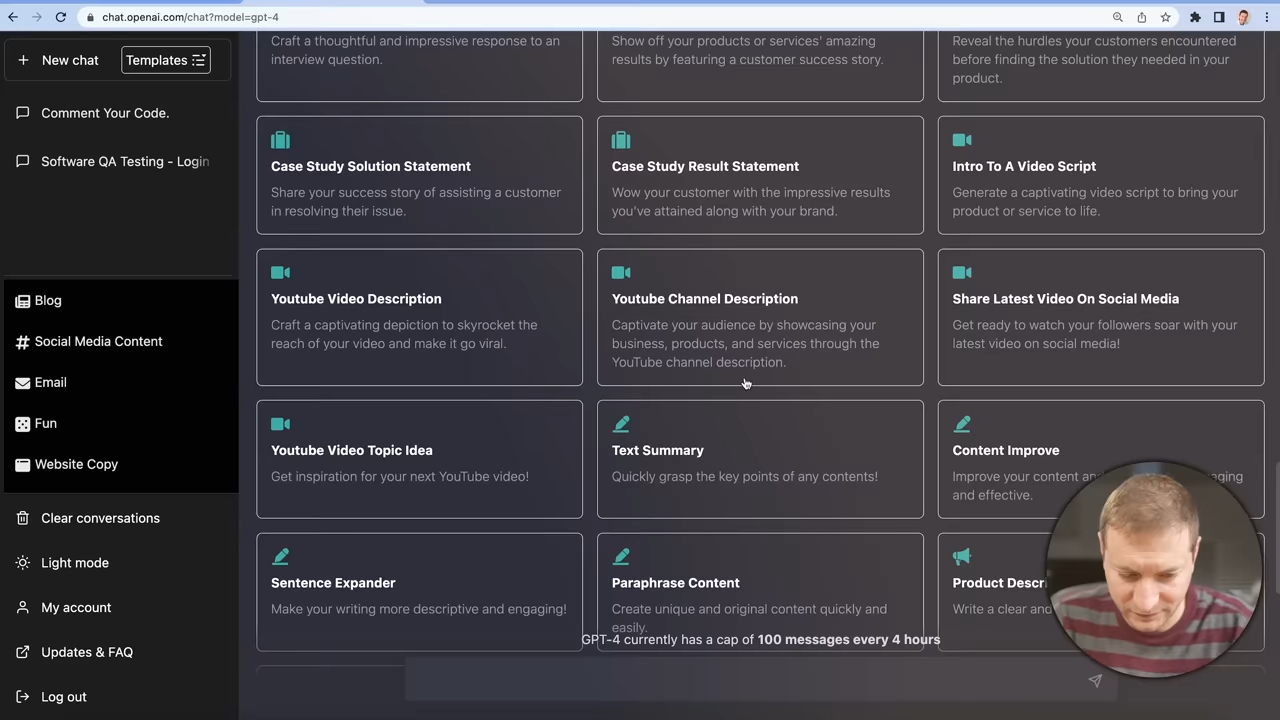 chat.openai.com/chat?model=gpt-4
New chat
Templates
Comment Your Code.
Software QA Testing - Login
Blog
Social Media Content
Email
Fun
Website Copy
Clear conversations
Light mode
My account
Updates & FAQ
Log out
Craft a thoughtful and impressive response to an
interview question.
Show off your products or services' amazing
results by featuring a customer success story.
Reveal the hurdles your customers encountered
before finding the solution they needed in your
product.
Case Study Solution Statement
Share your success story of assisting a customer
in resolving their issue.
Case Study Result Statement
Wow your customer with the impressive results
you've attained along with your brand.
Intro To A Video Script
Generate a captivating video script to bring your
product or service to life.
Youtube Video Description
Craft a captivating depiction to skyrocket the
reach of your video and make it go viral.
Youtube Channel Description
Captivate your audience by showcasing your
business, products, and services through the
YouTube channel description.
Share Latest Video On Social Media
Get ready to watch your followers soar with your
latest video on social media!
Youtube Video Topic Idea
Get inspiration for your next YouTube video!
Text Summary
Quickly grasp the key points of any contents!
Content Improve
Improve your content
and effective.
Sentence Expander
Make your writing more descriptive and engaging!
Paraphrase Content
Create unique and original content quickly and
easily.
Product
Write a clear
GPT-4 currently has a cap of 100 messages every 4 hours